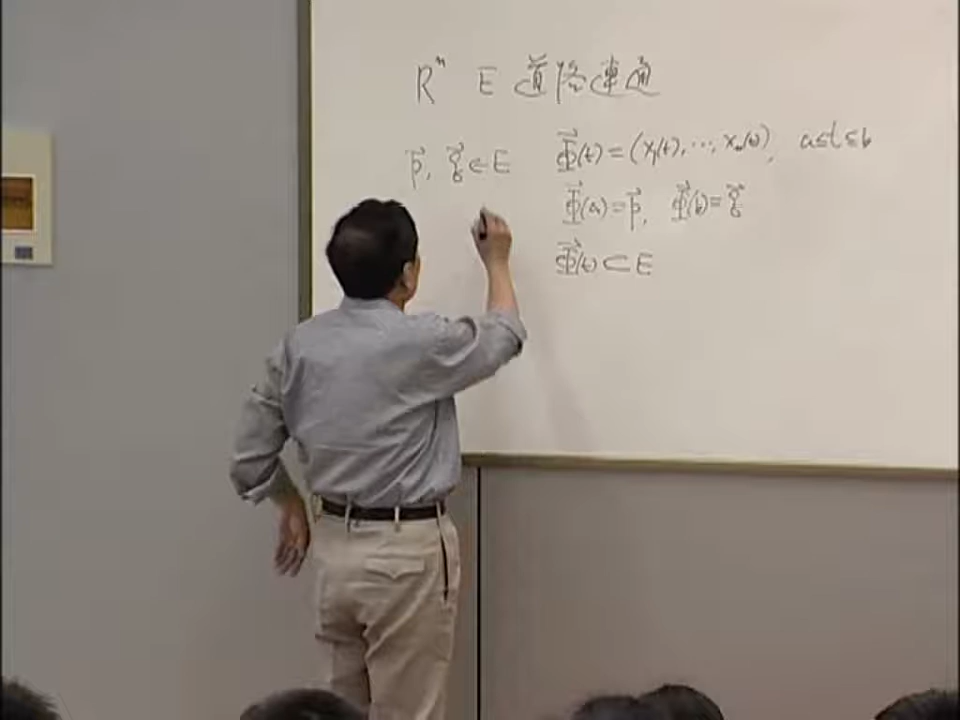 Rⁿ E 道路連通
p⃗, q⃗ ∈ E Φ⃗(t) = (x₁(t), ⋯, xₙ(t)), a≤t≤b
Φ⃗(a) = p⃗, Φ⃗(b) = q⃗
Φ⃗(t) ⊂ E